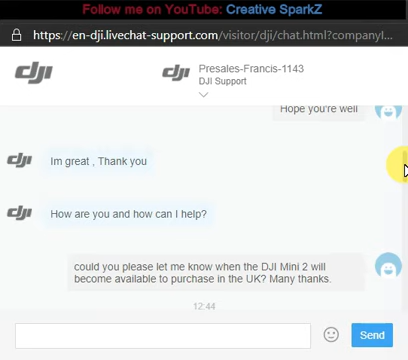 Follow me on YouTube: Creative SparkZ
https://en-dji.livechat-support.com/visitor/dji/chat.html?companyI...
dji
dji
Presales-Francis-1143
DJI Support
Hope you're well
dji
Im great , Thank you
dji
How are you and how can I help?
could you please let me know when the DJI Mini 2 will
become available to purchase in the UK? Many thanks.
12:44
Send